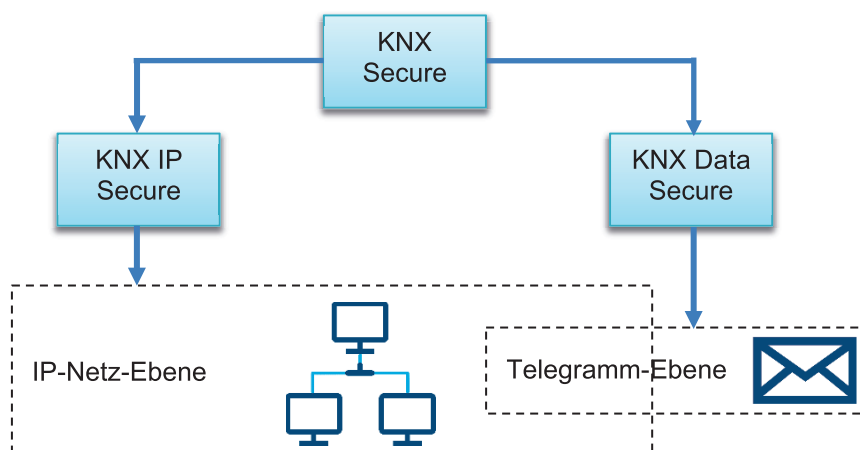 KNX
Secure
KNX IP
Secure
KNX Data
Secure
IP-Netz-Ebene
Telegramm-Ebene